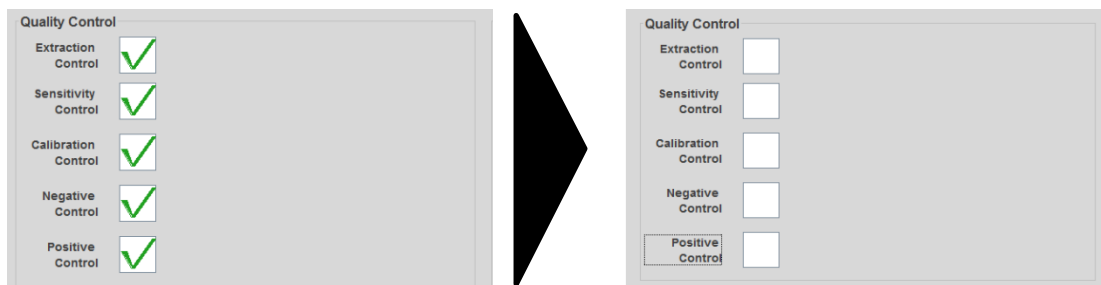 Quality Control
Extraction
Control
Sensitivity
Control
Calibration
Control
Negative
Control
Positive
Control
Quality Control
Extraction
Control
Sensitivity
Control
Calibration
Control
Negative
Control
Positive
Control